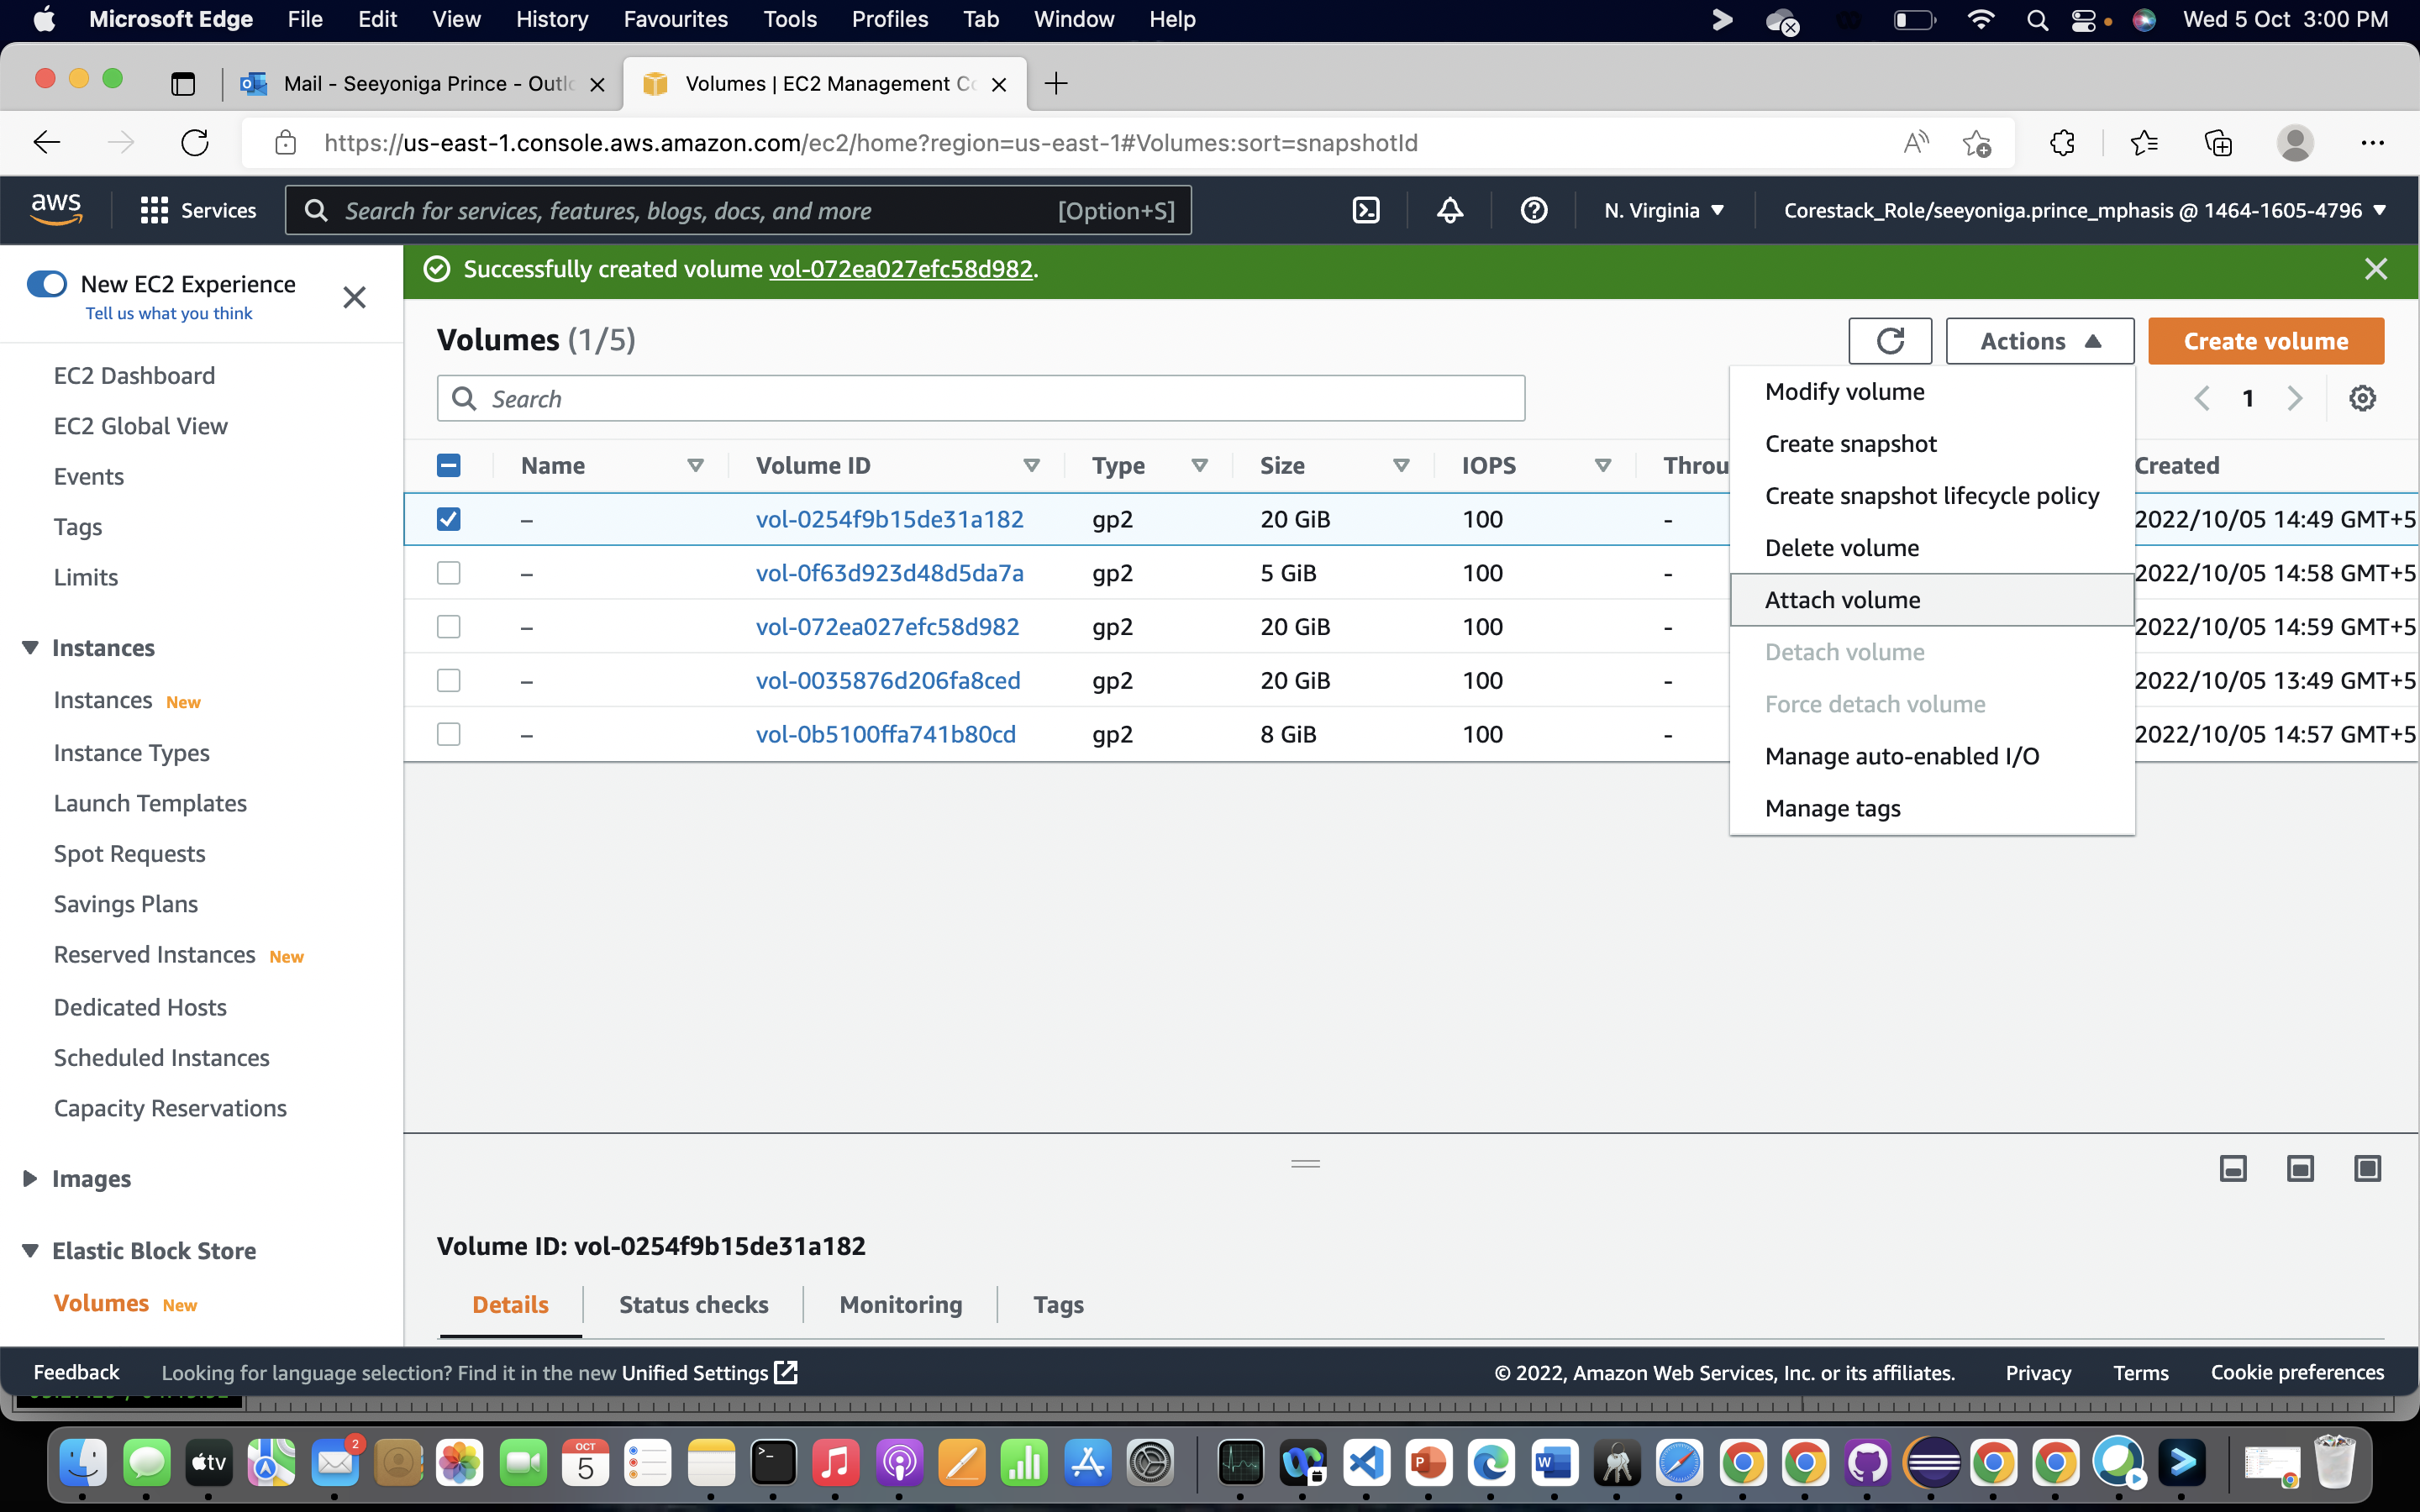 Microsoft Edge File Edit View History Favourites Tools Profiles Tab Window Help Wed 5 Oct 3:00 PM
Mail - Seeyoniga Prince - Outlo Volumes | EC2 Management Co
https://us-east-1.console.aws.amazon.com/ec2/home?region=us-east-1#Volumes:sort=snapshotId
aws Services Search for services, features, blogs, docs, and more [Option+S] N. Virginia Corestack_Role/seeyoniga.prince_mphasis @ 1464-1605-4796
New EC2 Experience
Tell us what you think
EC2 Dashboard
EC2 Global View
Events
Tags
Limits
Instances
Instances New
Instance Types
Launch Templates
Spot Requests
Savings Plans
Reserved Instances New
Dedicated Hosts
Scheduled Instances
Capacity Reservations
Images
Elastic Block Store
Volumes New
Successfully created volume vol-072ea027efc58d982.
Volumes (1/5) Actions Create volume
Search 1
Name Volume ID Type Size IOPS Throu Created
– vol-0254f9b15de31a182 gp2 20 GiB 100 - 2022/10/05 14:49 GMT+5
– vol-0f63d923d48d5da7a gp2 5 GiB 100 - 2022/10/05 14:58 GMT+5
– vol-072ea027efc58d982 gp2 20 GiB 100 - 2022/10/05 14:59 GMT+5
– vol-0035876d206fa8ced gp2 20 GiB 100 - 2022/10/05 13:49 GMT+5
– vol-0b5100ffa741b80cd gp2 8 GiB 100 - 2022/10/05 14:57 GMT+5
Modify volume
Create snapshot
Create snapshot lifecycle policy
Delete volume
Attach volume
Detach volume
Force detach volume
Manage auto-enabled I/O
Manage tags
Volume ID: vol-0254f9b15de31a182
Details Status checks Monitoring Tags
Feedback Looking for language selection? Find it in the new Unified Settings © 2022, Amazon Web Services, Inc. or its affiliates. Privacy Terms Cookie preferences
2
tv
OCT
5